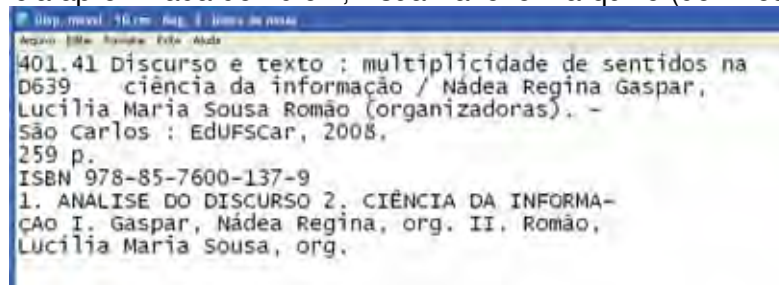 401.41 Discurso e texto : multiplicidade de sentidos na
D639 ciência da informação / Nádea Regina Gaspar,
Lucilia Maria Sousa Romão (organizadoras). -
São Carlos : EdUFSCar, 2008.
259 p.
ISBN 978-85-7600-137-9
1. ANALISE DO DISCURSO 2. CIÊNCIA DA INFORMA-
ÇAO I. Gaspar, Nádea Regina, org. II. Romão,
Lucilia Maria Sousa, org.